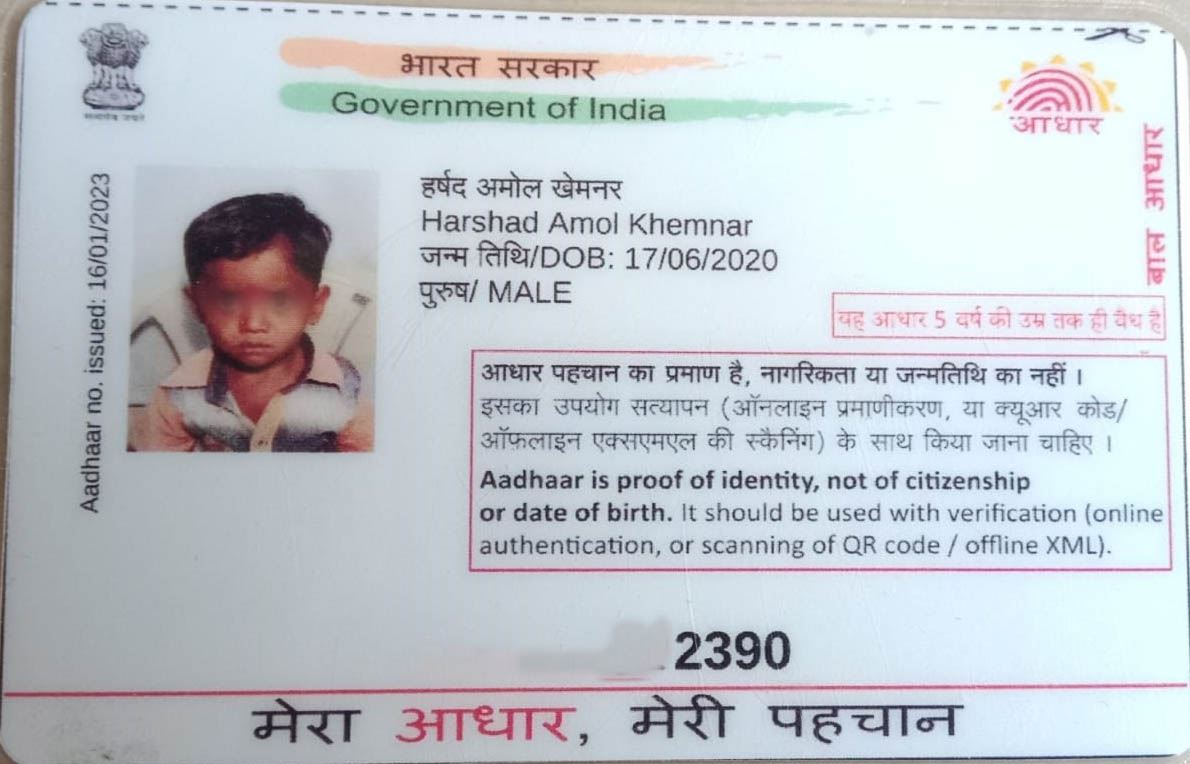 भारत सरकार
Government of India
आधार
बाल आधार
Aadhaar no. issued: 16/01/2023
हर्षद अमोल खेमनर
Harshad Amol Khemnar
जन्म तिथि/DOB: 17/06/2020
पुरुष/ MALE
यह आधार 5 वर्ष की उम्र तक ही वैध है
आधार पहचान का प्रमाण है, नागरिकता या जन्मतिथि का नहीं ।
इसका उपयोग सत्यापन (ऑनलाइन प्रमाणीकरण, या क्यूआर कोड/
ऑफ़लाइन एक्सएमएल की स्कैनिंग) के साथ किया जाना चाहिए ।
Aadhaar is proof of identity, not of citizenship
or date of birth. It should be used with verification (online
authentication, or scanning of QR code / offline XML).
2390
मेरा आधार, मेरी पहचान